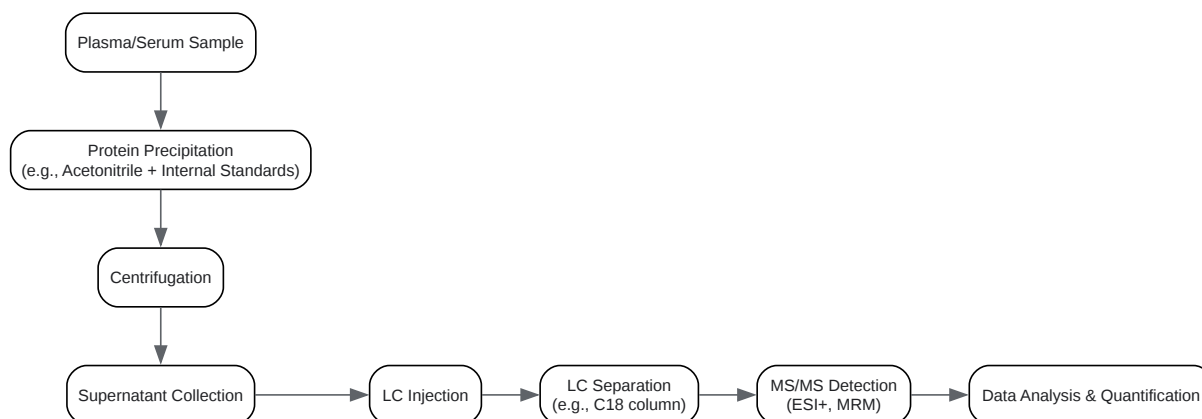 Plasma/Serum Sample
Protein Precipitation
(e.g., Acetonitrile + Internal Standards)
Centrifugation
Supernatant Collection
LC Injection
LC Separation
(e.g., C18 column)
MS/MS Detection
(ESI+, MRM)
Data Analysis & Quantification